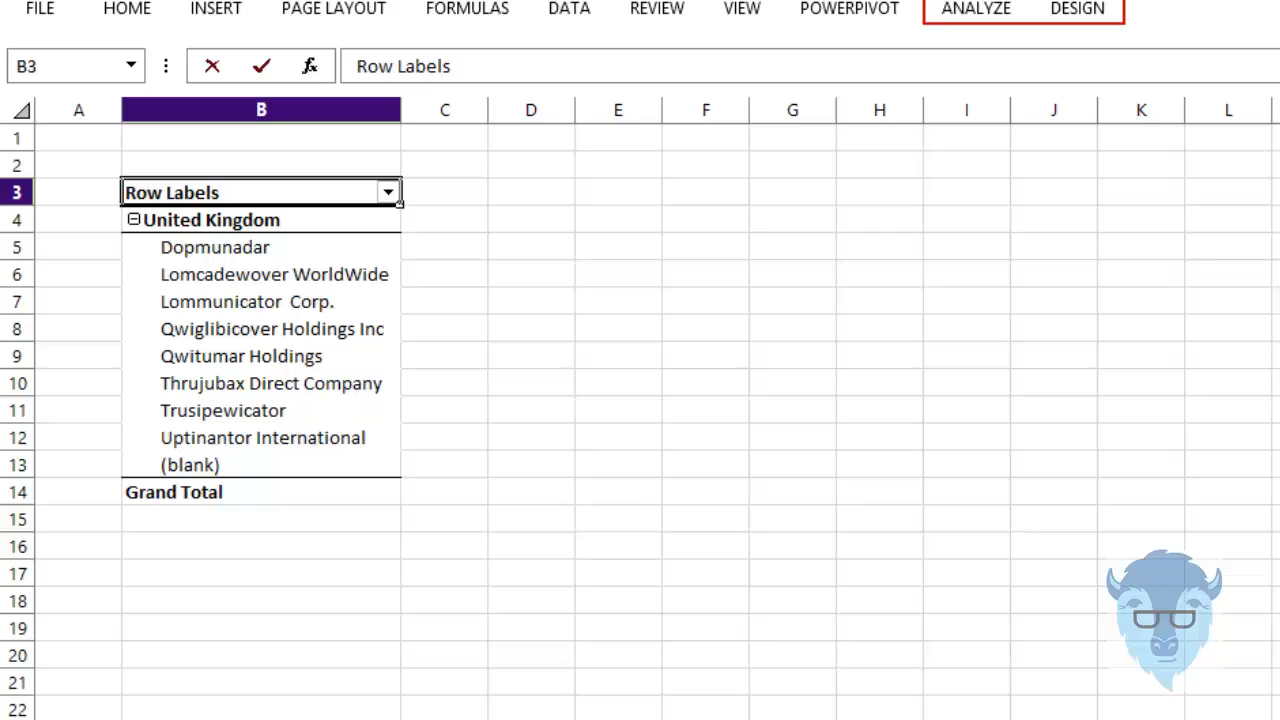 FILE HOME INSERT PAGE LAYOUT FORMULAS DATA REVIEW VIEW POWERPIVOT ANALYZE DESIGN
B3 fx Row Labels
A B C D E F G H I J K L
1
2
3 Row Labels
4 United Kingdom
5 Dopmunadar
6 Lomcadewover WorldWide
7 Lommunicator  Corp.
8 Qwiglibicover Holdings Inc
9 Qwitumar Holdings
10 Thrujubax Direct Company
11 Trusipewicator
12 Uptinantor International
13 (blank)
14 Grand Total
15
16
17
18
19
20
21
22